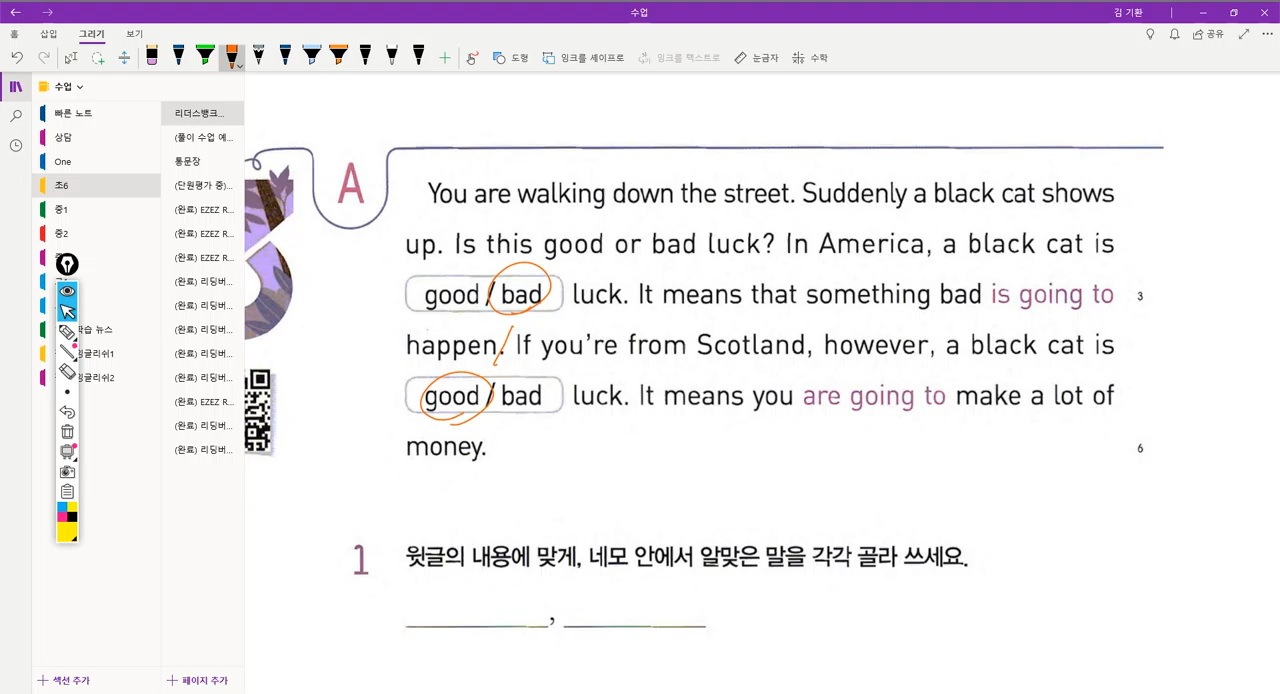 수업
김 기환
홈 삽입 그리기 보기
공유
도형 잉크를 셰이프로 잉크를 텍스트로 눈금자 수학
수업
빠른 노트
상담
One
초6
중1
중2
학습 뉴스
잉글리쉬1
잉글리쉬2
섹션 추가
리더스뱅크...
(풀이 수업 예...
통문장
(단원평가 중)...
(완료) EZEZ R...
(완료) EZEZ R...
(완료) EZEZ R...
(완료) 리딩버...
(완료) 리딩버...
(완료) 리딩버...
(완료) 리딩버...
(완료) 리딩버...
(완료) EZEZ R...
(완료) 리딩버...
(완료) 리딩버...
페이지 추가
A
You are walking down the street. Suddenly a black cat shows
up. Is this good or bad luck? In America, a black cat is
good / bad luck. It means that something bad is going to 3
happen. If you're from Scotland, however, a black cat is
good / bad luck. It means you are going to make a lot of
money. 6
1 윗글의 내용에 맞게, 네모 안에서 알맞은 말을 각각 골라 쓰세요.
,